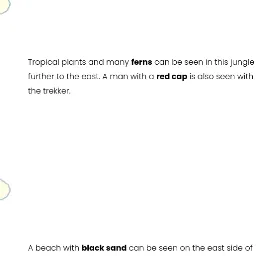 Tropical plants and many ferns can be seen in this jungle
further to the east. A man with a red cap is also seen with
the trekker.
A beach with black sand can be seen on the east side of